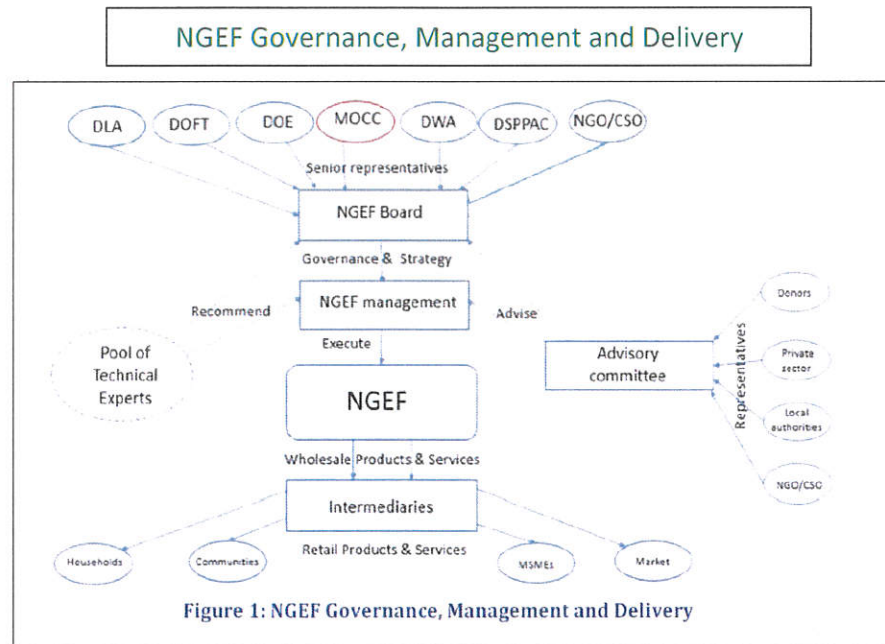 NGEF Governance, Management and Delivery
DLA
DOFT
DOE
MOCC
DWA
DSPPAC
NGO/CSO
Senior representatives
NGEF Board
Governance & Strategy
NGEF management
Recommend
Advise
Execute
Pool of
Technical
Experts
NGEF
Advisory
committee
Representatives
Donors
Private
sector
Local
authorities
NGO/CSO
Wholesale Products & Services
Intermediaries
Retail Products & Services
Households
Communities
MSMEs
Market
Figure 1: NGEF Governance, Management and Delivery